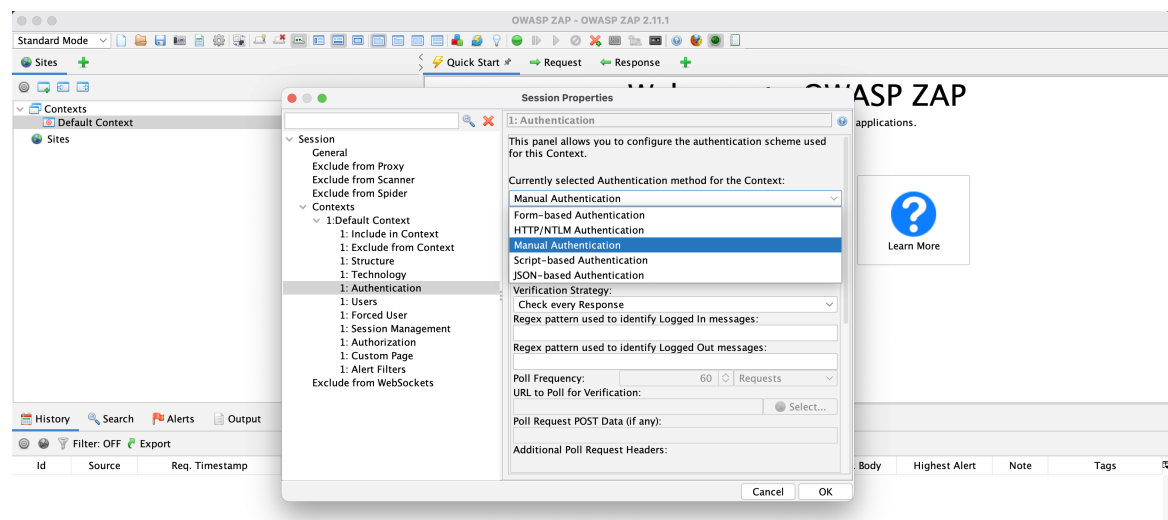 OWASP ZAP - OWASP ZAP 2.11.1
Standard Mode
Sites
Quick Start
Request
Response
Contexts
Default Context
Sites
ASP ZAP
applications.
Learn More
Session Properties
Session
General
Exclude from Proxy
Exclude from Scanner
Exclude from Spider
Contexts
1:Default Context
1: Include in Context
1: Exclude from Context
1: Structure
1: Technology
1: Authentication
1: Users
1: Forced User
1: Session Management
1: Authorization
1: Custom Page
1: Alert Filters
Exclude from WebSockets
1: Authentication
This panel allows you to configure the authentication scheme used
for this Context.
Currently selected Authentication method for the Context:
Manual Authentication
Form-based Authentication
HTTP/NTLM Authentication
Manual Authentication
Script-based Authentication
JSON-based Authentication
Verification Strategy:
Check every Response
Regex pattern used to identify Logged In messages:
Regex pattern used to identify Logged Out messages:
Poll Frequency: 60 Requests
URL to Poll for Verification:
Select...
Poll Request POST Data (if any):
Additional Poll Request Headers:
Cancel OK
History Search Alerts Output
Filter: OFF Export
Id Source Req. Timestamp Body Highest Alert Note Tags